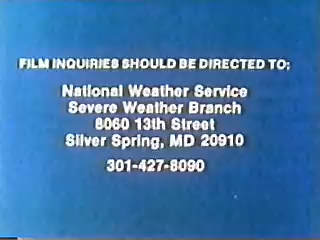 FILM INQUIRIES SHOULD BE DIRECTED TO:
National Weather Service
Severe Weather Branch
8060 13th Street
Silver Spring, MD 20910
301-427-8090